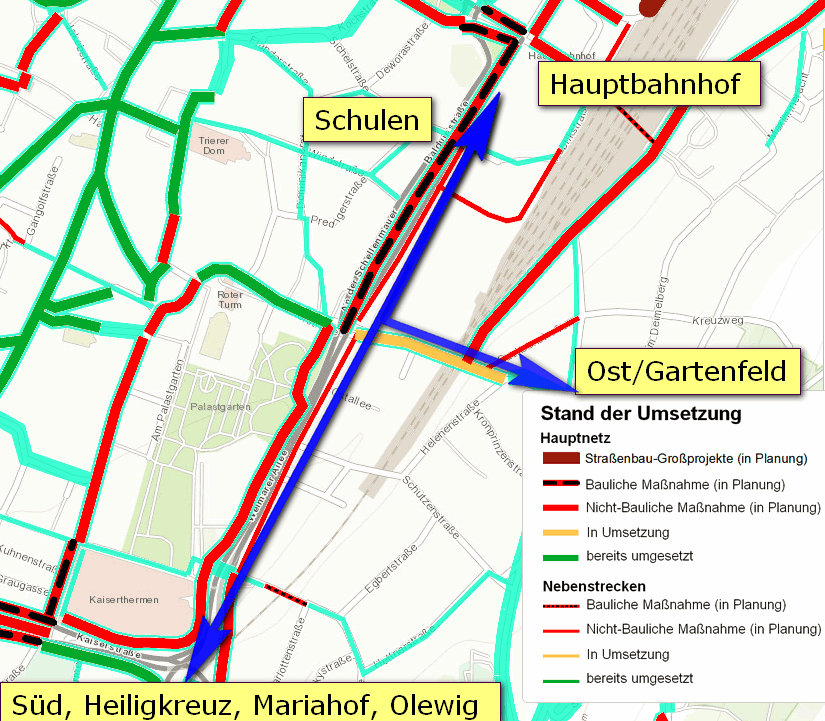 Deworastraße
Hauptbahnhof
Schulen
Trierer
Dom
Windstraße
Gangolfstraße
Predigerstraße
An der Schellenmauer
Roter
Turm
Kreuzweg
Ost/Gartenfeld
Ostallee
Palastgarten
Am Palastgarten
Helenenstraße
Schützenstraße
Weimarer Allee
Egbertstraße
Kaiserthermen
Kaiserstraße
Süd, Heiligkreuz, Mariahof, Olewig
Stand der Umsetzung
Hauptnetz
Straßenbau-Großprojekte (in Planung)
Bauliche Maßnahme (in Planung)
Nicht-Bauliche Maßnahme (in Planung)
In Umsetzung
bereits umgesetzt
Nebenstrecken
Bauliche Maßnahme (in Planung)
Nicht-Bauliche Maßnahme (in Planung)
In Umsetzung
bereits umgesetzt